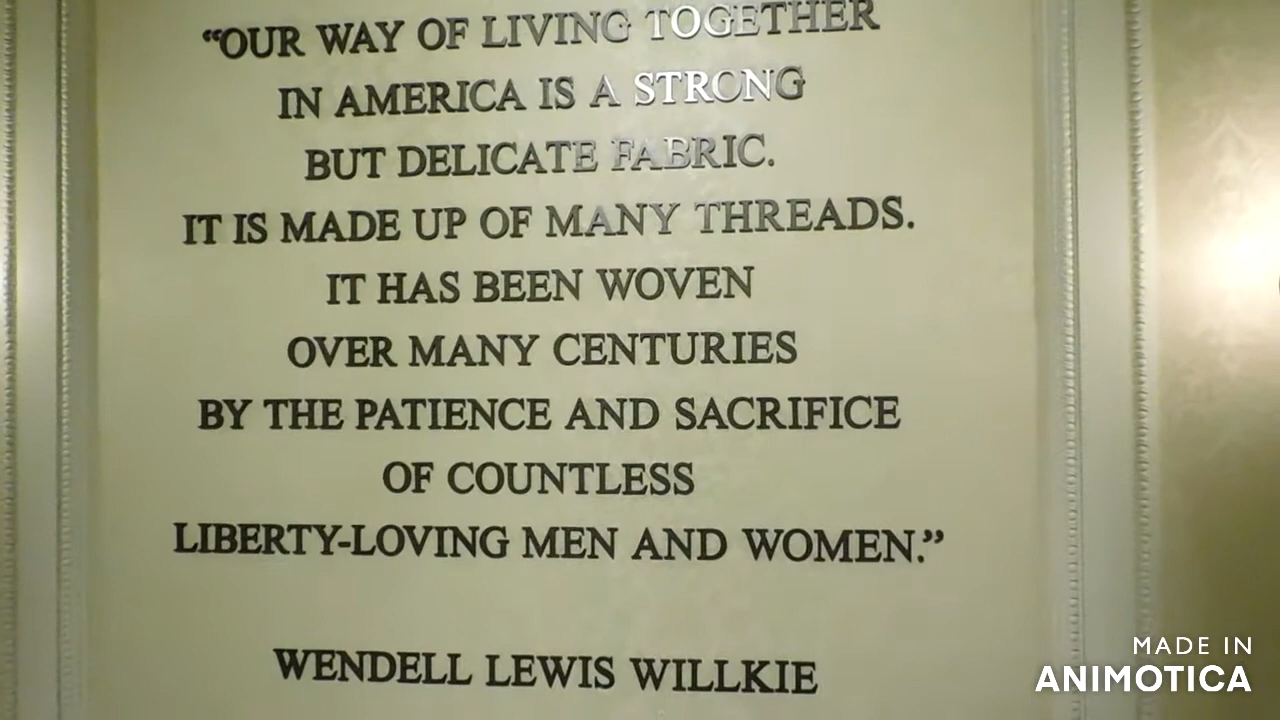 “OUR WAY OF LIVING TOGETHER
IN AMERICA IS A STRONG
BUT DELICATE FABRIC.
IT IS MADE UP OF MANY THREADS.
IT HAS BEEN WOVEN
OVER MANY CENTURIES
BY THE PATIENCE AND SACRIFICE
OF COUNTLESS
LIBERTY-LOVING MEN AND WOMEN.”
WENDELL LEWIS WILLKIE
MADE IN
ANIMOTICA